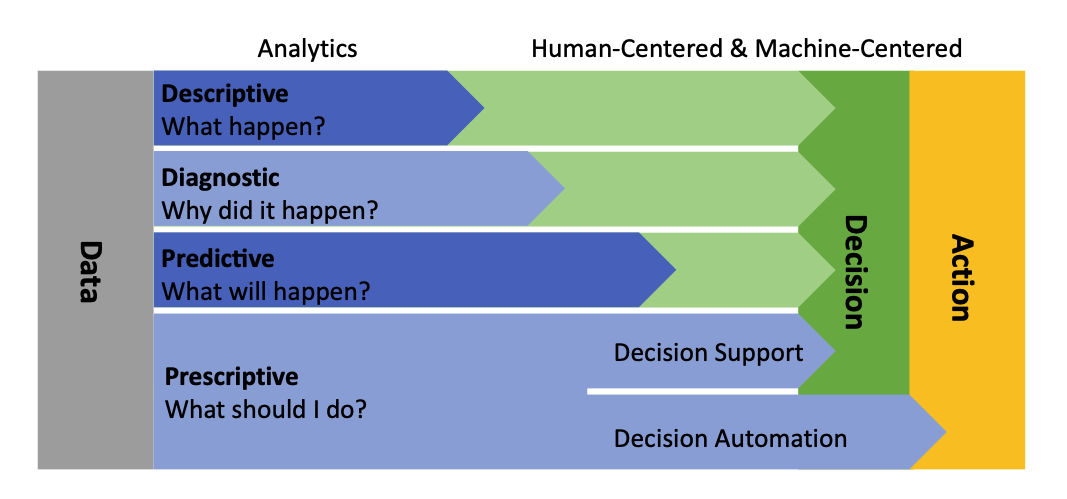 Analytics
Human-Centered & Machine-Centered
Data
Descriptive
What happen?
Diagnostic
Why did it happen?
Predictive
What will happen?
Prescriptive
What should I do?
Decision Support
Decision Automation
Decision
Action